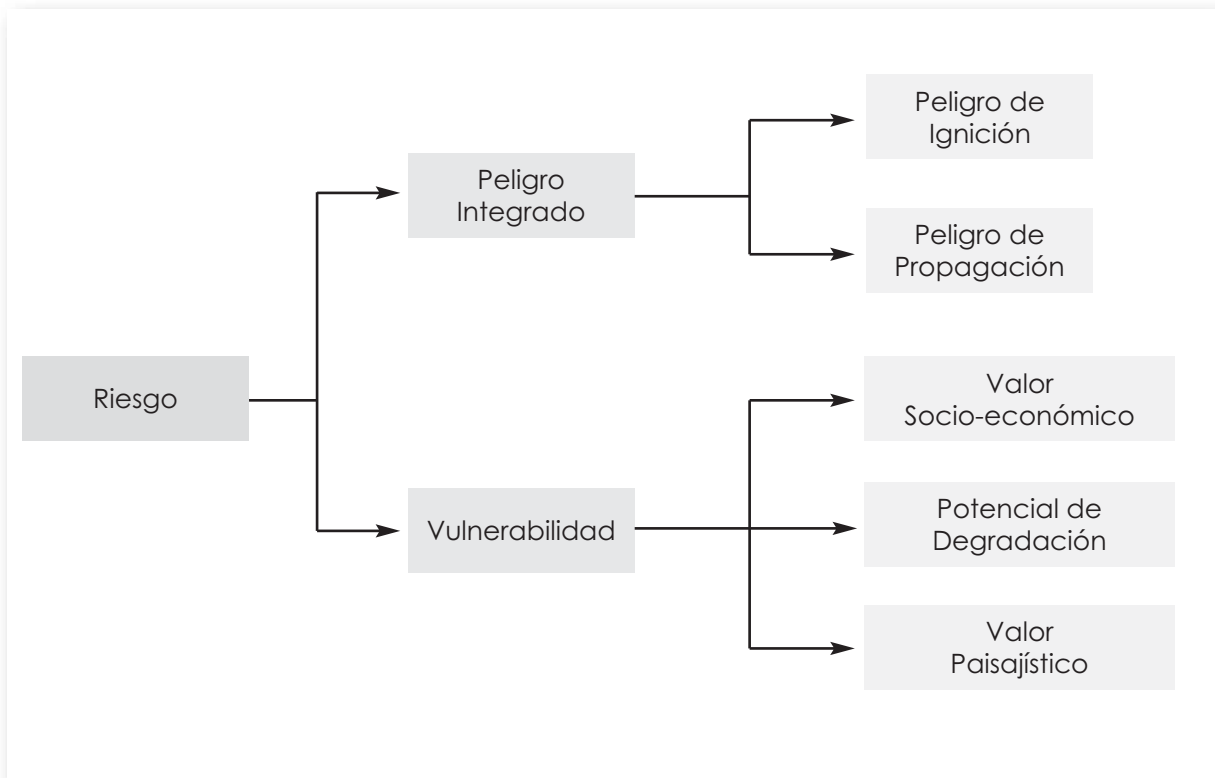 Riesgo
Peligro
Integrado
Peligro de
Ignición
Peligro de
Propagación
Vulnerabilidad
Valor
Socio-económico
Potencial de
Degradación
Valor
Paisajístico